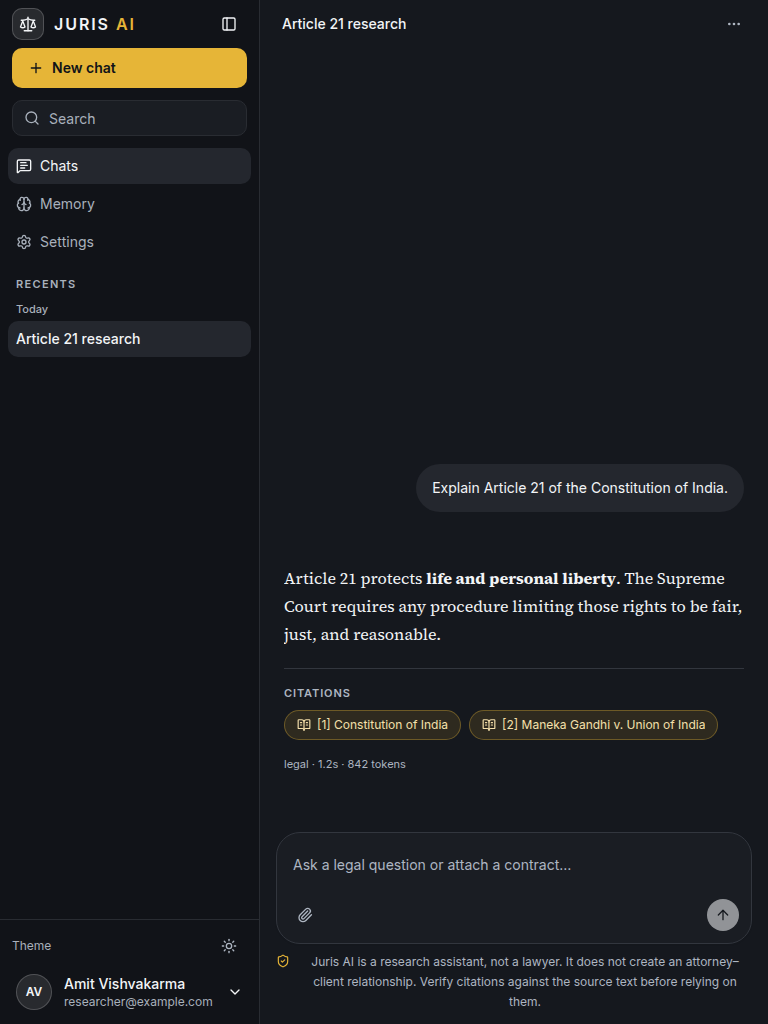 JURIS AI
New chat
Search
Chats
Memory
Settings
RECENTS
Today
Article 21 research
Theme
AV
Amit Vishvakarma
researcher@example.com
Article 21 research
Explain Article 21 of the Constitution of India.
Article 21 protects life and personal liberty. The Supreme
Court requires any procedure limiting those rights to be fair,
just, and reasonable.
CITATIONS
[1] Constitution of India
[2] Maneka Gandhi v. Union of India
legal · 1.2s · 842 tokens
Ask a legal question or attach a contract...
Juris AI is a research assistant, not a lawyer. It does not create an attorney–
client relationship. Verify citations against the source text before relying on
them.